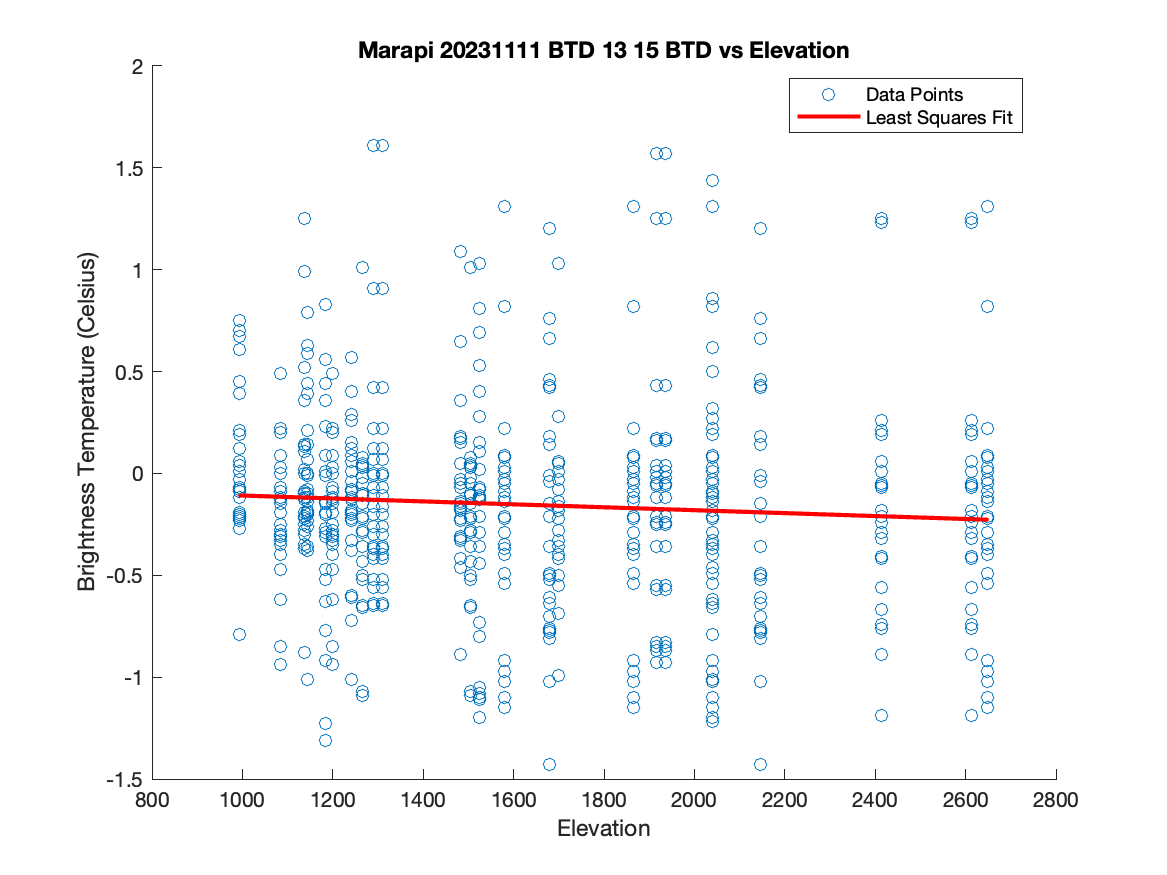 Marapi 20231111 BTD 13 15 BTD vs Elevation
Data Points
Least Squares Fit
Brightness Temperature (Celsius)
2
1.5
1
0.5
0
-0.5
-1
-1.5
800 1000 1200 1400 1600 1800 2000 2200 2400 2600 2800
Elevation